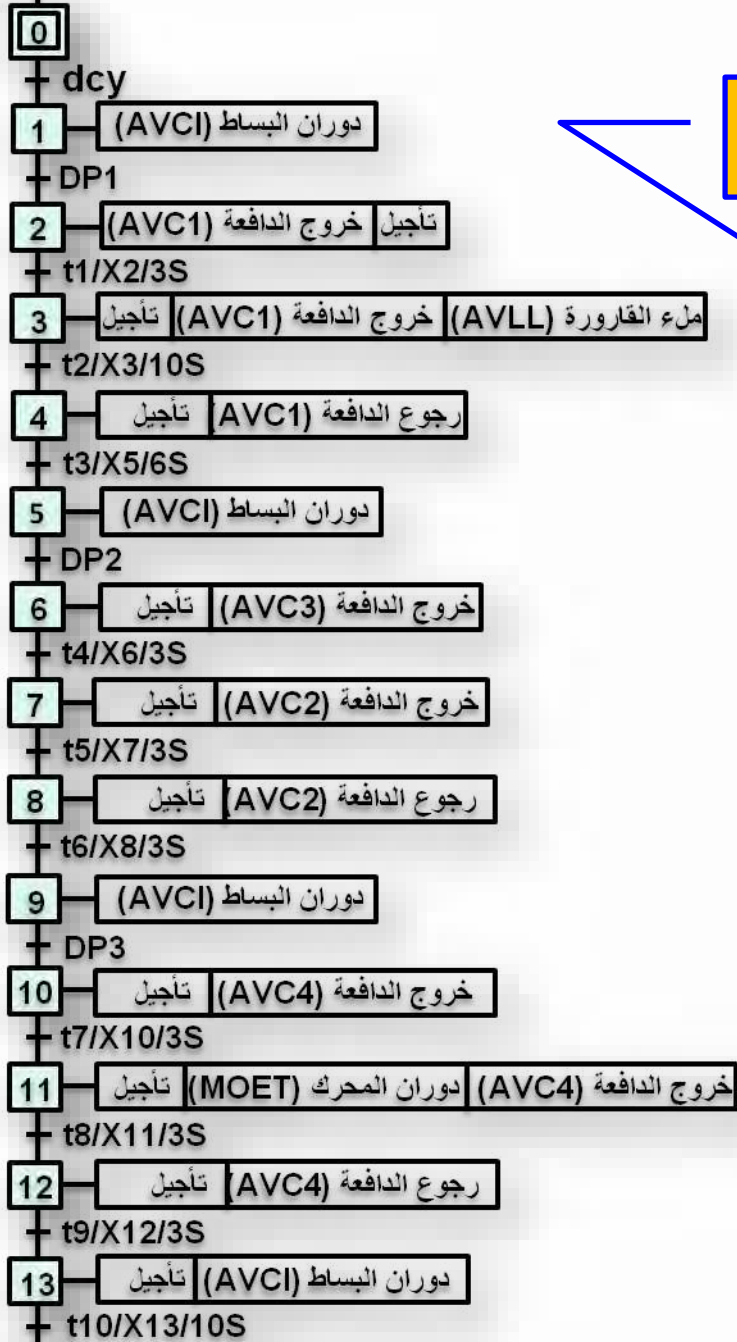 0
dcy
1 دوران البساط (AVCI)
DP1
2 خروج الدافعة (AVC1) تأجيل
t1/X2/3S
3 تأجيل خروج الدافعة (AVC1) ملء القارورة (AVLL)
t2/X3/10S
4 تأجيل رجوع الدافعة (AVC1)
t3/X5/6S
5 دوران البساط (AVCI)
DP2
6 تأجيل خروج الدافعة (AVC3)
t4/X6/3S
7 تأجيل خروج الدافعة (AVC2)
t5/X7/3S
8 تأجيل رجوع الدافعة (AVC2)
t6/X8/3S
9 دوران البساط (AVCI)
DP3
10 تأجيل خروج الدافعة (AVC4)
t7/X10/3S
11 تأجيل دوران المحرك (MOET) خروج الدافعة (AVC4)
t8/X11/3S
12 تأجيل رجوع الدافعة (AVC4)
t9/X12/3S
13 تأجيل دوران البساط (AVCI)
t10/X13/10S